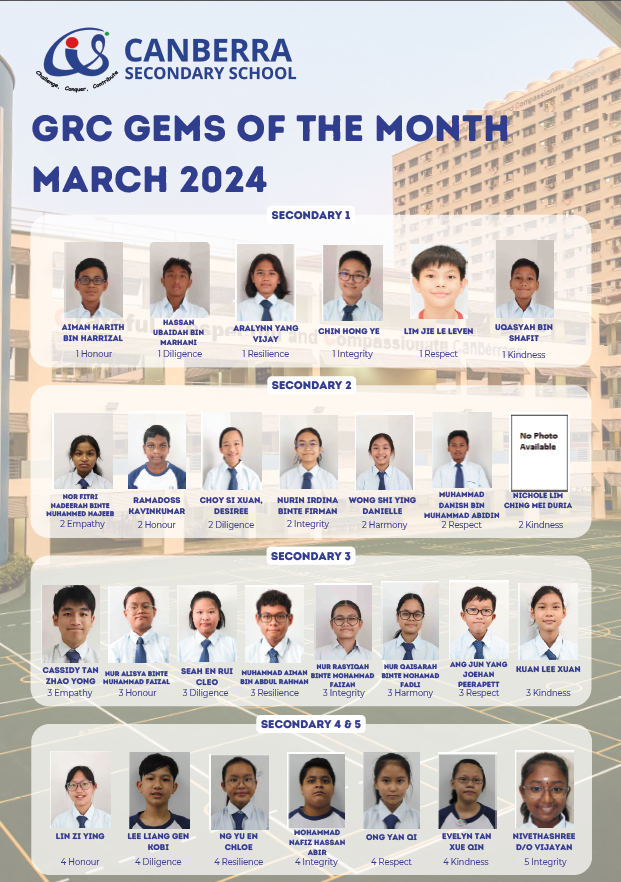 Challenge. Conquer. Contribute
CANBERRA
SECONDARY SCHOOL
GRC GEMS OF THE MONTH
MARCH 2024
SECONDARY 1
AIMAN HARITH
BIN HARRIZAL
1 Honour
HASSAN
UBAIDAH BIN
MARHANI
1 Diligence
ARALYNN YANG
VIJAY
1 Resilience
CHIN HONG YE
1 Integrity
LIM JIE LE LEVEN
1 Respect
UQASYAH BIN
SHAFIT
1 Kindness
SECONDARY 2
NOR FITRI
NADEERAH BINTE
MUHAMMED NAJEEB
2 Empathy
RAMADOSS
KAVINKUMAR
2 Honour
CHOY SI XUAN,
DESIREE
2 Diligence
NURIN IRDINA
BINTE FIRMAN
2 Integrity
WONG SHI YING
DANIELLE
2 Harmony
MUHAMMAD
DANISH BIN
MUHAMMAD ABIDIN
2 Respect
No Photo
Available
NICHOLE LIM
CHING MEI DURIA
2 Kindness
SECONDARY 3
CASSIDY TAN
ZHAO YONG
3 Empathy
NUR ALISYA BINTE
MUHAMMAD FAIZAL
3 Honour
SEAH EN RUI
CLEO
3 Diligence
MUHAMMAD AIMAN
BIN ABDUL RAHMAN
3 Resilience
NUR RASYIQAH
BINTE MOHAMMAD
FAIZAN
3 Integrity
NUR QAISARAH
BINTE MOHAMAD
FADLI
3 Harmony
ANG JUN YANG
JOEHAN
PEERAPETT
3 Respect
KUAN LEE XUAN
3 Kindness
SECONDARY 4 & 5
LIN ZI YING
4 Honour
LEE LIANG GEN
KOBI
4 Diligence
NG YU EN
CHLOE
4 Resilience
MOHAMMAD
NAFIZ HASSAN
ABIR
4 Integrity
ONG YAN QI
4 Respect
EVELYN TAN
XUE QIN
4 Kindness
NIVETHASHREE
D/O VIJAYAN
5 Integrity